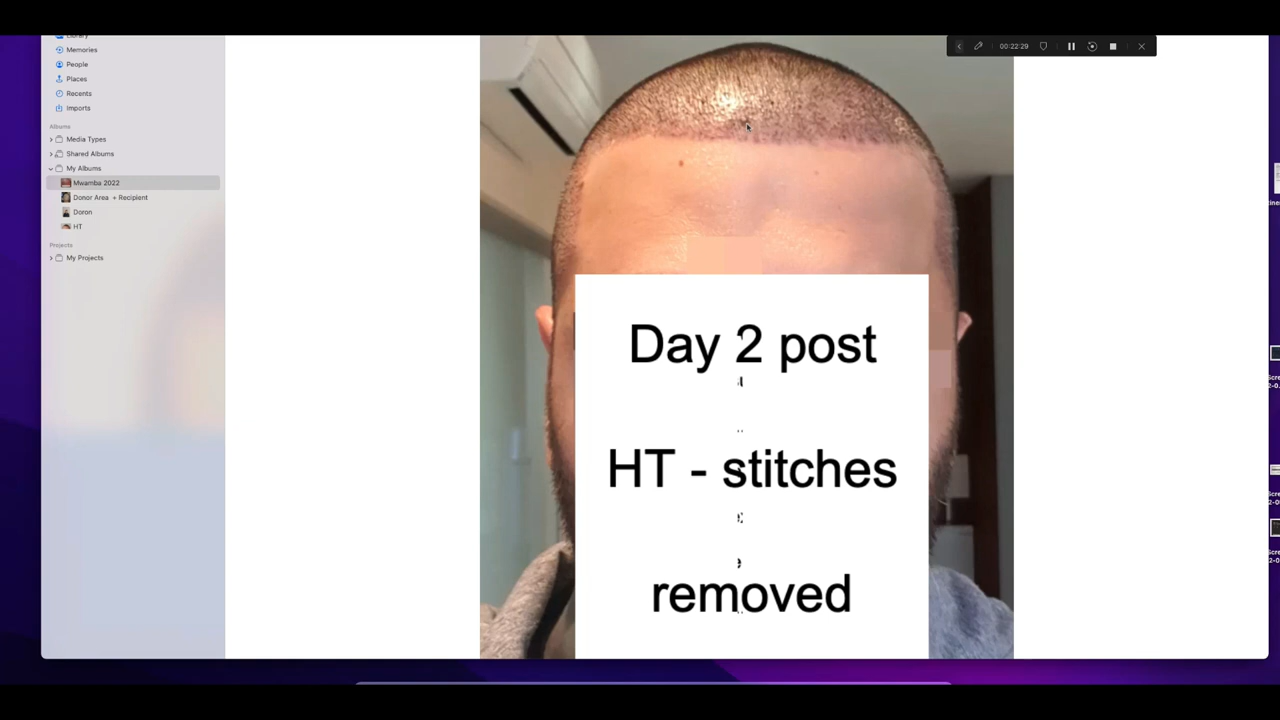 Library
Memories
People
Places
Recents
Imports
Albums
Media Types
Shared Albums
My Albums
Mwamba 2022
Donor Area + Recipient
Doron
HT
Projects
My Projects
00:22:29
Day 2 post
HT - stitches
removed